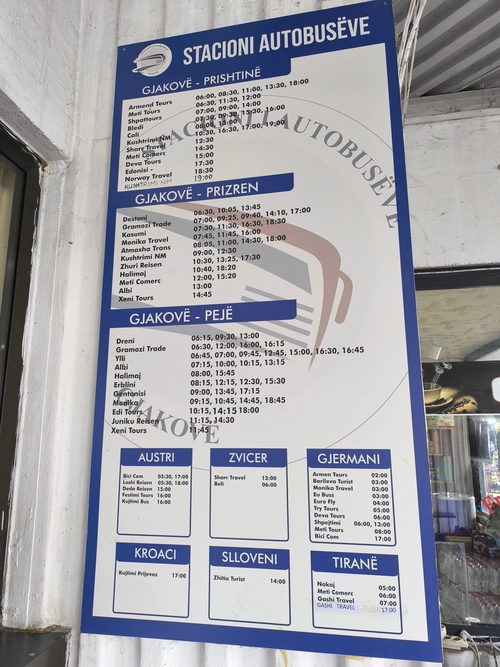 STACIONI AUTOBUSËVE
GJAKOVË - PRISHTINË
Armend Tours 06:00, 08:30, 11:00, 13:30, 18:00
Meti Tours 06:30, 11:30, 12:00
Shpattours 07:00, 09:00, 14:00
Bledi 07:30, 09:30, 15:30, 16:00
Cali 08:00, 13:00, 19:00
Kushtrimi NM 10:30, 16:30, 17:00, 19:00
Sharr Travel 12:30
Meti Comerc 14:30
Deva Tours 15:00
Edonisi - 17:30
Norway Travel 18:30
KUSHTRIMI NM 19:00
GJAKOVË - PRIZREN
Destani 06:30, 10:05, 13:45
Gramozi Trade 07:00, 09:25, 09:40, 14:10, 17:00
Kasumi 07:30, 11:30, 16:30, 18:30
Monika Travel 07:45, 11:45, 16:00
Atmaxha Trans 08:05, 11:00, 14:30, 18:00
Kushtrimi NM 09:00, 12:30
Zhuri Reisen 10:30, 13:25, 17:30
Halimaj 10:40, 18:20
Meti Comerc 12:00, 15:20
Albi 13:00
Xeni Tours 14:45
GJAKOVË - PEJË
Dreni 06:15, 09:30, 13:00
Gramozi Trade 06:30, 12:00, 16:00, 16:15
Ylli 06:45, 07:00, 09:45, 12:45, 15:00, 16:30, 16:45
Albi 07:15, 10:00, 10:15, 13:15
Halimaj 08:00, 15:45
Erblini 08:15, 12:15, 12:30, 15:30
Gentonisi 09:00, 13:45, 17:15
Monika 09:15, 10:45, 14:45, 18:45
Edi Tours 10:15, 14:15 18:00
Juniku Reisen 11:15, 14:30
Xeni Tours 11:45
AUSTRI
Bici Com 05:30, 17:00
Loshi Reisen 05:30, 18:00
Deda Reisen 15:00
Festimi Tours 16:00
Kujtimi Bus 16:00
ZVICER
Sharr Travel 12:00
Beli 06:00
GJERMANI
Armen Tours 02:00
Barileva Turist 03:00
Monika Travel 03:00
Eu Buss 03:00
Euro Fly 04:00
Try Tours 05:00
Deva Tours 06:00
Shpejtimi 06:00, 13:00
Meti Tours 08:00
Bici Com 17:00
KROACI
Kujtimi Prijevoz 17:00
SLLOVENI
Zhitia Turist 14:00
TIRANË
Nakaj 05:00
Meti Comerc 06:00
Gashi Travel 07:00
GASHI TRAVEL 17:00
STACIONI I AUTOBUSËVE
GJAKOVË